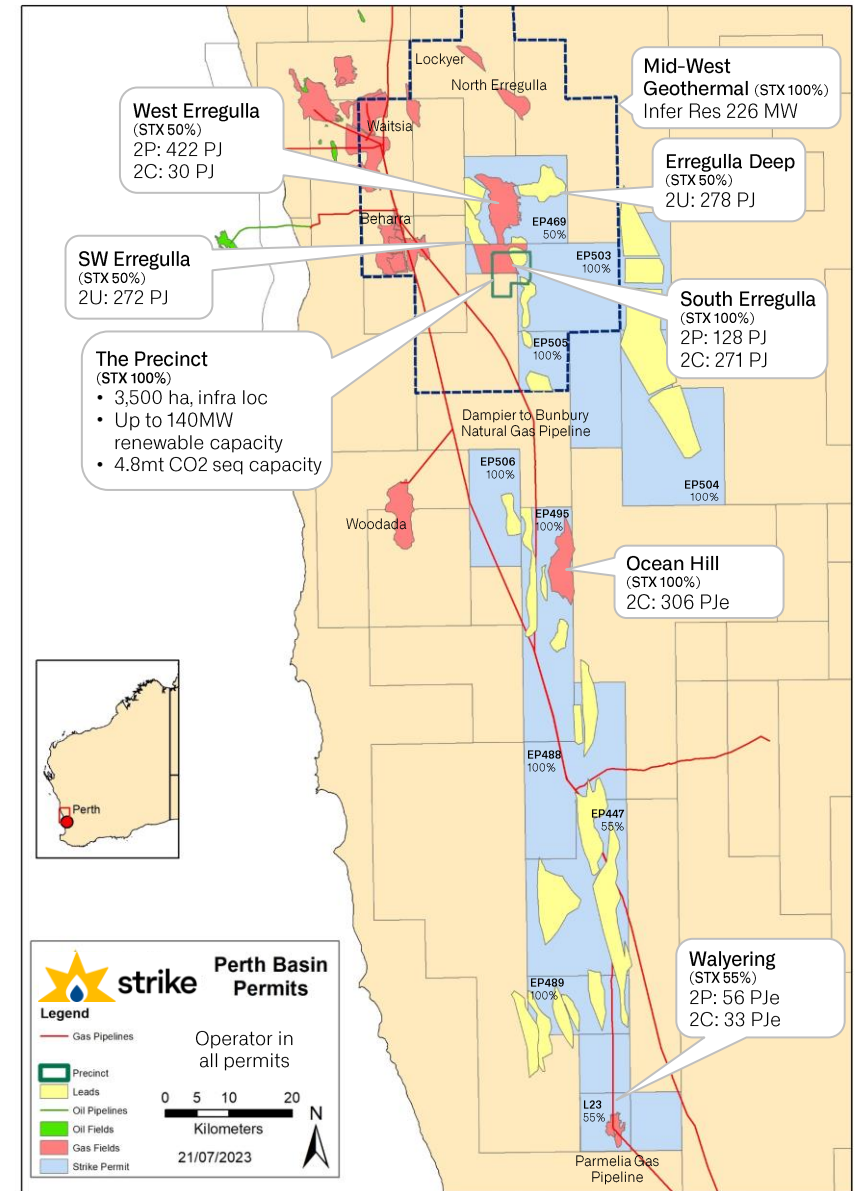 Lockyer
North Erregulla
Mid-West
Geothermal (STX 100%)
Infer Res 226 MW
West Erregulla
(STX 50%)
2P: 422 PJ
2C: 30 PJ
Waitsia
Erregulla Deep
(STX 50%)
2U: 278 PJ
Beharra
EP469
50%
SW Erregulla
(STX 50%)
2U: 272 PJ
EP503
100%
South Erregulla
(STX 100%)
2P: 128 PJ
2C: 271 PJ
The Precinct
(STX 100%)
• 3,500 ha, infra loc
• Up to 140MW
renewable capacity
• 4.8mt CO2 seq capacity
EP505
100%
Dampier to Bunbury
Natural Gas Pipeline
EP506
100%
EP504
100%
Woodada
EP495
100%
Ocean Hill
(STX 100%)
2C: 306 PJe
Perth
EP488
100%
EP447
55%
Walyering
(STX 55%)
2P: 56 PJe
2C: 33 PJe
EP489
100%
L23
55%
Parmelia Gas
Pipeline
strike
Perth Basin
Permits
Legend
Gas Pipelines
Precinct
Leads
Oil Pipelines
Oil Fields
Gas Fields
Strike Permit
Operator in
all permits
0 5 10 20
Kilometers
N
21/07/2023